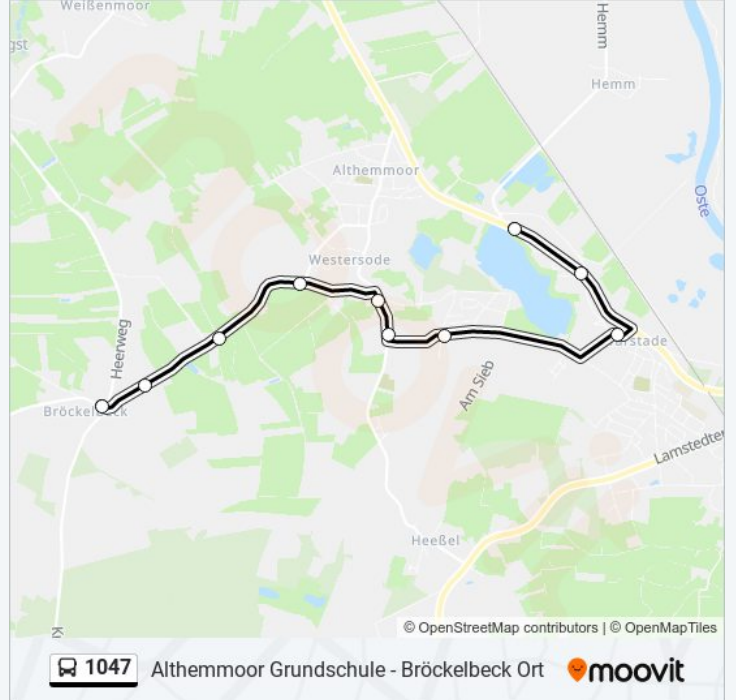 Weißenmoor
Hemm
Hemm
Althemmoor
Oste
Westersode
Heerweg
Am Sieb
Bröckelbeck
Lamstedter
Heeßel
© OpenStreetMap contributors | © OpenMapTiles
1047 Althemmoor Grundschule - Bröckelbeck Ort moovit